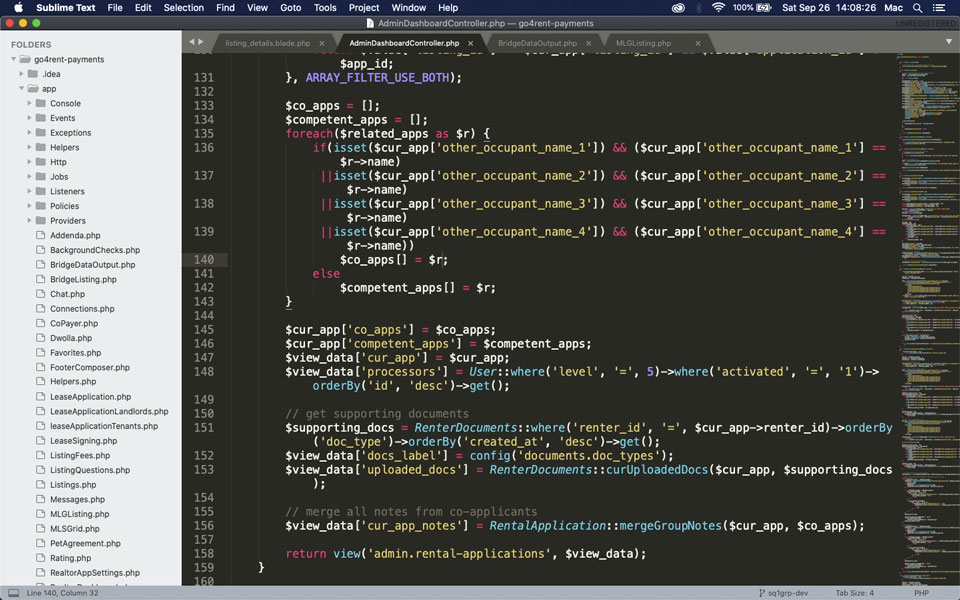 Sublime Text File Edit Selection Find View Goto Tools Project Window Help 100% Sat Sep 26 14:08:26 Mac
AdminDashboardController.php — go4rent-payments
UNREGISTERED
FOLDERS
go4rent-payments
.idea
app
Console
Events
Exceptions
Helpers
Http
Jobs
Listeners
Policies
Providers
Addenda.php
BackgroundChecks.php
BridgeDataOutput.php
BridgeListing.php
Chat.php
Connections.php
CoPayer.php
Dwolla.php
Favorites.php
FooterComposer.php
Helpers.php
LeaseApplication.php
LeaseApplicationLandlords.php
leaseApplicationTenants.php
LeaseSigning.php
ListingFees.php
ListingQuestions.php
Listings.php
Messages.php
MLGListing.php
MLSGrid.php
PetAgreement.php
Rating.php
RealtorAppSettings.php
listing_details.blade.php × AdminDashboardController.php × BridgeDataOutput.php × MLGListing.php ×
$app_id;
131 }, ARRAY_FILTER_USE_BOTH);
132
133 $co_apps = [];
134 $competent_apps = [];
135 foreach($related_apps as $r) {
136 if(isset($cur_app['other_occupant_name_1']) && ($cur_app['other_occupant_name_1'] ==
$r->name)
137 ||isset($cur_app['other_occupant_name_2']) && ($cur_app['other_occupant_name_2'] ==
$r->name)
138 ||isset($cur_app['other_occupant_name_3']) && ($cur_app['other_occupant_name_3'] ==
$r->name)
139 ||isset($cur_app['other_occupant_name_4']) && ($cur_app['other_occupant_name_4'] ==
$r->name))
140 $co_apps[] = $r;
141 else
142 $competent_apps[] = $r;
143 }
144
145 $cur_app['co_apps'] = $co_apps;
146 $cur_app['competent_apps'] = $competent_apps;
147 $view_data['cur_app'] = $cur_app;
148 $view_data['processors'] = User::where('level', '=', 5)->where('activated', '=', '1')->
orderBy('id', 'desc')->get();
149
150 // get supporting documents
151 $supporting_docs = RenterDocuments::where('renter_id', '=', $cur_app->renter_id)->orderBy
('doc_type')->orderBy('created_at', 'desc')->get();
152 $view_data['docs_label'] = config('documents.doc_types');
153 $view_data['uploaded_docs'] = RenterDocuments::curUploadedDocs($cur_app, $supporting_docs
);
154
155 // merge all notes from co-applicants
156 $view_data['cur_app_notes'] = RentalApplication::mergeGroupNotes($cur_app, $co_apps);
157
158 return view('admin.rental-applications', $view_data);
159 }
160
Line 140, Column 32 sq1grp-dev Tab Size: 4 PHP